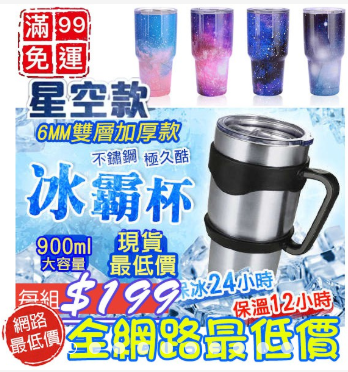 滿99
免運
星空款
6MM雙層加厚款
不鏽鋼 極久酷
冰霸杯
900ml
大容量
現貨
最低價
每組$199
保冰24小時
保溫12小時
網路
最低價
全網路最低價